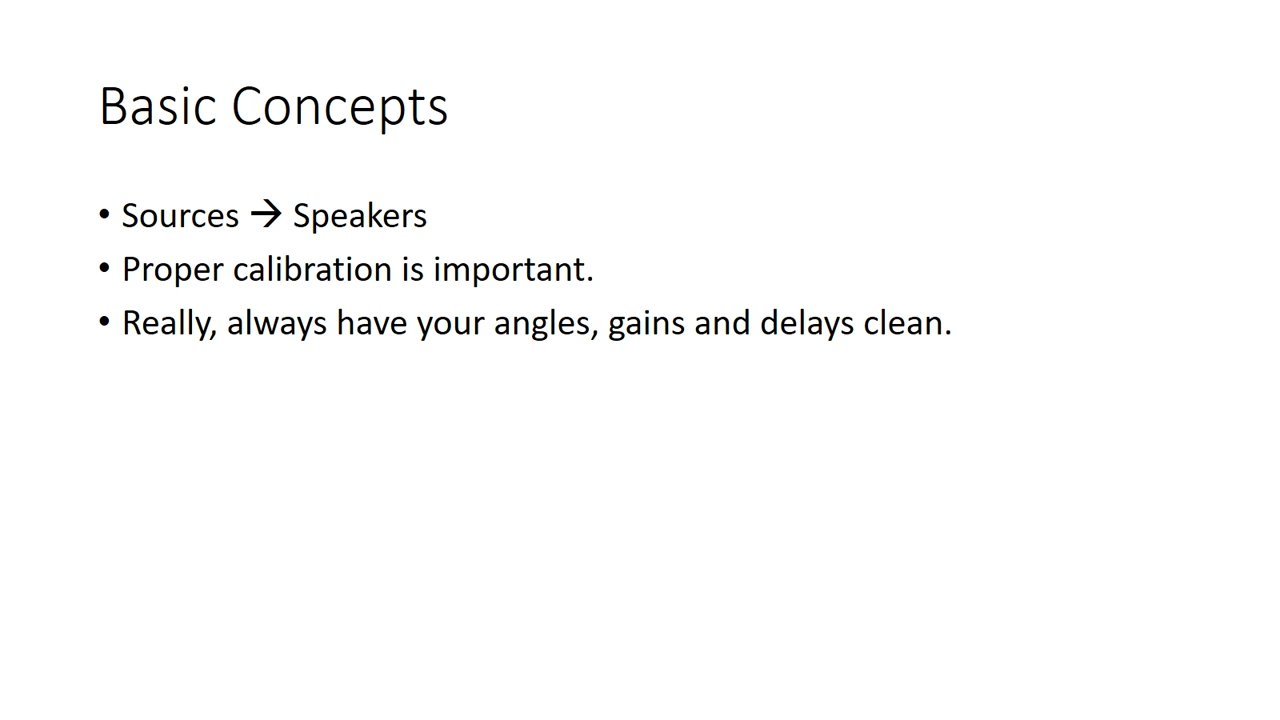 Basic Concepts
• Sources → Speakers
• Proper calibration is important.
• Really, always have your angles, gains and delays clean.